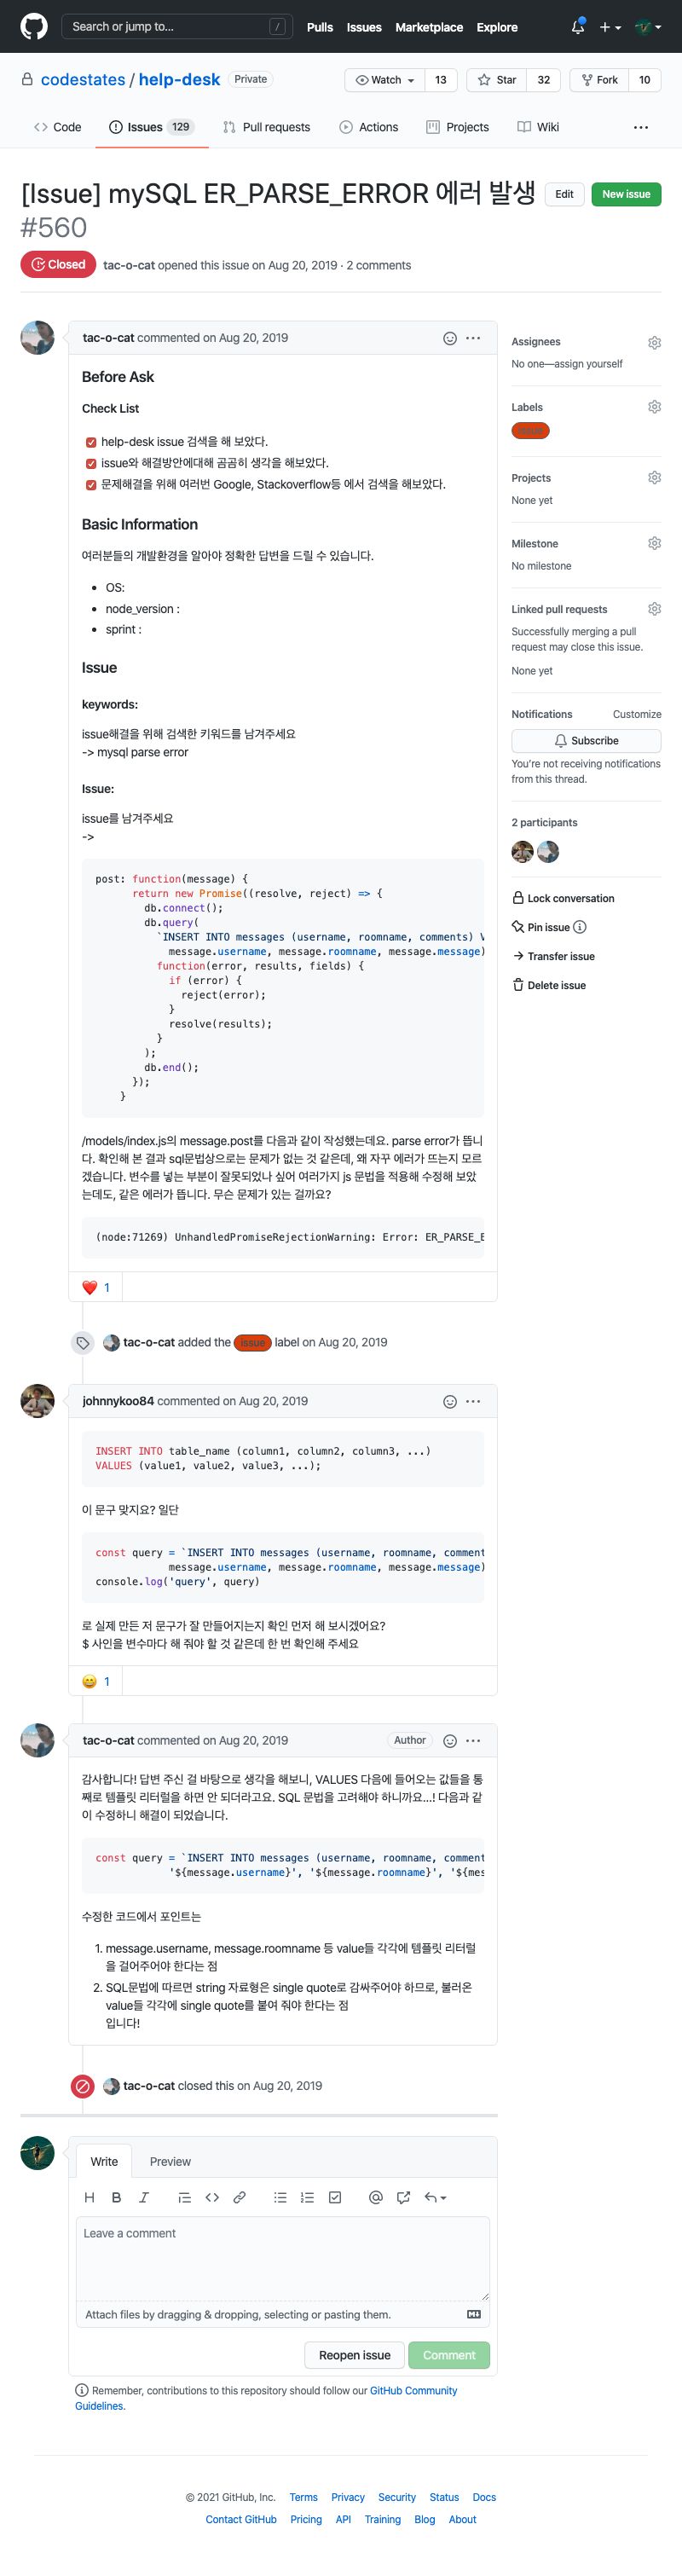 Search or jump to... /
Pulls Issues Marketplace Explore
codestates / help-desk Private
Watch 13 Star 32 Fork 10
Code Issues 129 Pull requests Actions Projects Wiki
[Issue] mySQL ER_PARSE_ERROR 에러 발생
#560
Edit New issue
Closed tac-o-cat opened this issue on Aug 20, 2019 · 2 comments
tac-o-cat commented on Aug 20, 2019
Before Ask
Check List
help-desk issue 검색을 해 보았다.
issue와 해결방안에대해 곰곰히 생각을 해보았다.
문제해결을 위해 여러번 Google, Stackoverflow등 에서 검색을 해보았다.
Basic Information
여러분들의 개발환경을 알아야 정확한 답변을 드릴 수 있습니다.
OS:
node_version :
sprint :
Issue
keywords:
issue해결을 위해 검색한 키워드를 남겨주세요
-> mysql parse error
Issue:
issue를 남겨주세요
->
post: function(message) {
return new Promise((resolve, reject) => {
db.connect();
db.query(
`INSERT INTO messages (username, roomname, comments) V
message.username, message.roomname, message.message)
function(error, results, fields) {
if (error) {
reject(error);
}
resolve(results);
}
);
db.end();
});
}
/models/index.js의 message.post를 다음과 같이 작성했는데요. parse error가 뜹니
다. 확인해 본 결과 sql문법상으로는 문제가 없는 것 같은데, 왜 자꾸 에러가 뜨는지 모르
겠습니다. 변수를 넣는 부분이 잘못되었나 싶어 여러가지 js 문법을 적용해 수정해 보았
는데도, 같은 에러가 뜹니다. 무슨 문제가 있는 걸까요?
(node:71269) UnhandledPromiseRejectionWarning: Error: ER_PARSE_E
1
tac-o-cat added the issue label on Aug 20, 2019
johnnykoo84 commented on Aug 20, 2019
INSERT INTO table_name (column1, column2, column3, ...)
VALUES (value1, value2, value3, ...);
이 문구 맞지요? 일단
const query = `INSERT INTO messages (username, roomname, comment
message.username, message.roomname, message.message)
console.log('query', query)
로 실제 만든 저 문구가 잘 만들어지는지 확인 먼저 해 보시겠어요?
$ 사인을 변수마다 해 줘야 할 것 같은데 한 번 확인해 주세요
1
tac-o-cat commented on Aug 20, 2019 Author
감사합니다! 답변 주신 걸 바탕으로 생각을 해보니, VALUES 다음에 들어오는 값들을 통
째로 템플릿 리터럴을 하면 안 되더라고요. SQL 문법을 고려해야 하니까요...! 다음과 같
이 수정하니 해결이 되었습니다.
const query = `INSERT INTO messages (username, roomname, comment
'${message.username}', '${message.roomname}', '${mes
수정한 코드에서 포인트는
1. message.username, message.roomname 등 value들 각각에 템플릿 리터럴
을 걸어주어야 한다는 점
2. SQL문법에 따르면 string 자료형은 single quote로 감싸주어야 하므로, 불러온
value들 각각에 single quote를 붙여 줘야 한다는 점
입니다!
tac-o-cat closed this on Aug 20, 2019
Write Preview
Leave a comment
Attach files by dragging & dropping, selecting or pasting them.
Reopen issue Comment
Remember, contributions to this repository should follow our GitHub Community
Guidelines.
Assignees
No one—assign yourself
Labels
issue
Projects
None yet
Milestone
No milestone
Linked pull requests
Successfully merging a pull
request may close this issue.
None yet
Notifications Customize
Subscribe
You're not receiving notifications
from this thread.
2 participants
Lock conversation
Pin issue
Transfer issue
Delete issue
© 2021 GitHub, Inc. Terms Privacy Security Status Docs
Contact GitHub Pricing API Training Blog About